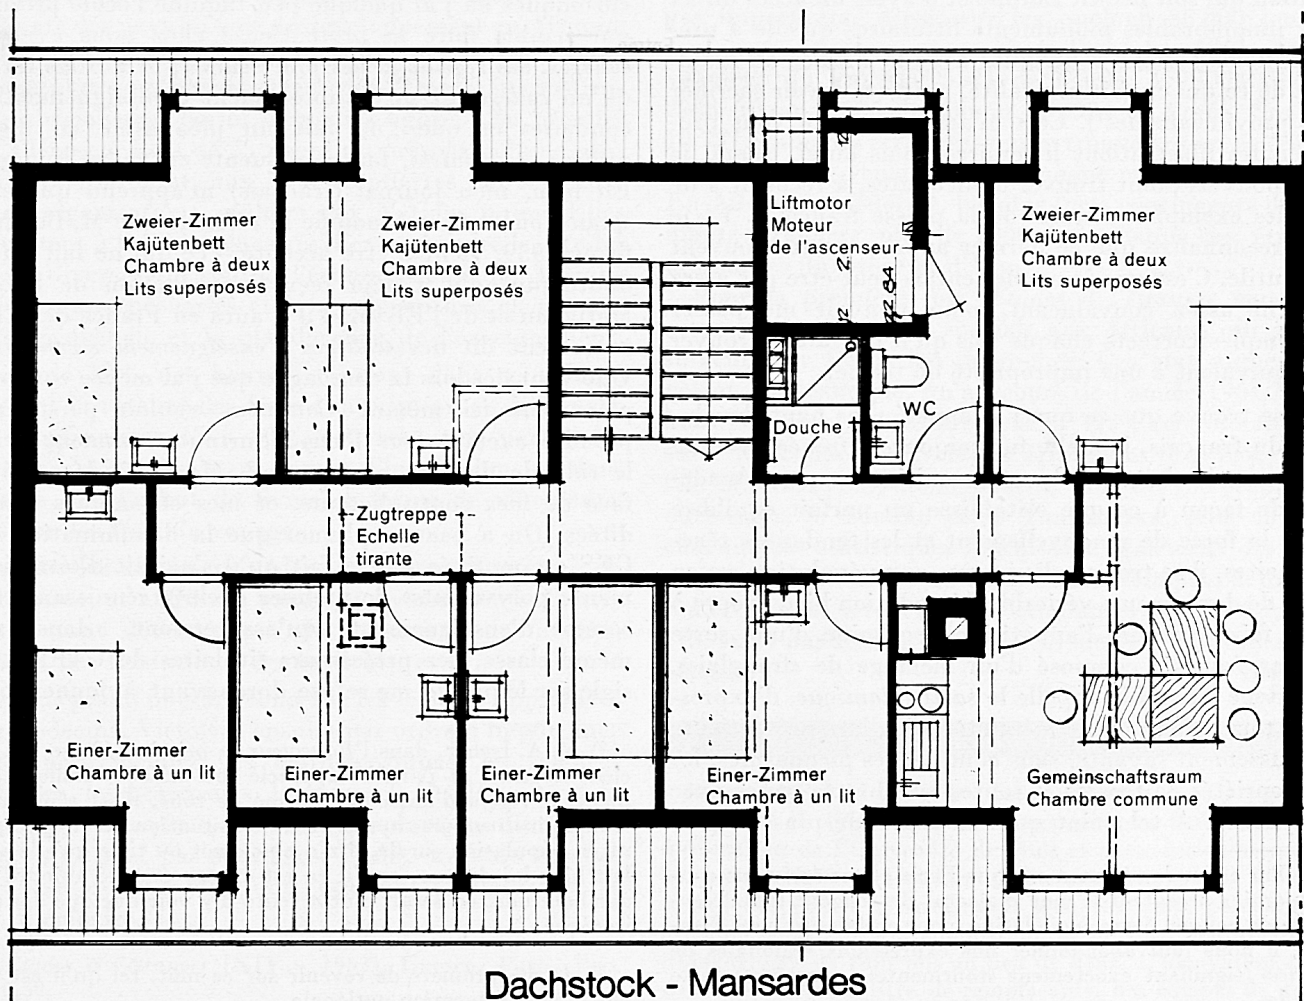 Zweier-Zimmer
Kajütenbett
Chambre à deux
Lits superposés
Zweier-Zimmer
Kajütenbett
Chambre à deux
Lits superposés
Liftmotor
Moteur
de l'ascenseur
Zweier-Zimmer
Kajütenbett
Chambre à deux
Lits superposés
WC
Douche
Zugtreppe
Echelle
tirante
Einer-Zimmer
Chambre à un lit
Einer-Zimmer
Chambre à un lit
Einer-Zimmer
Chambre à un lit
Einer-Zimmer
Chambre à un lit
Gemeinschaftsraum
Chambre commune
Dachstock - Mansardes